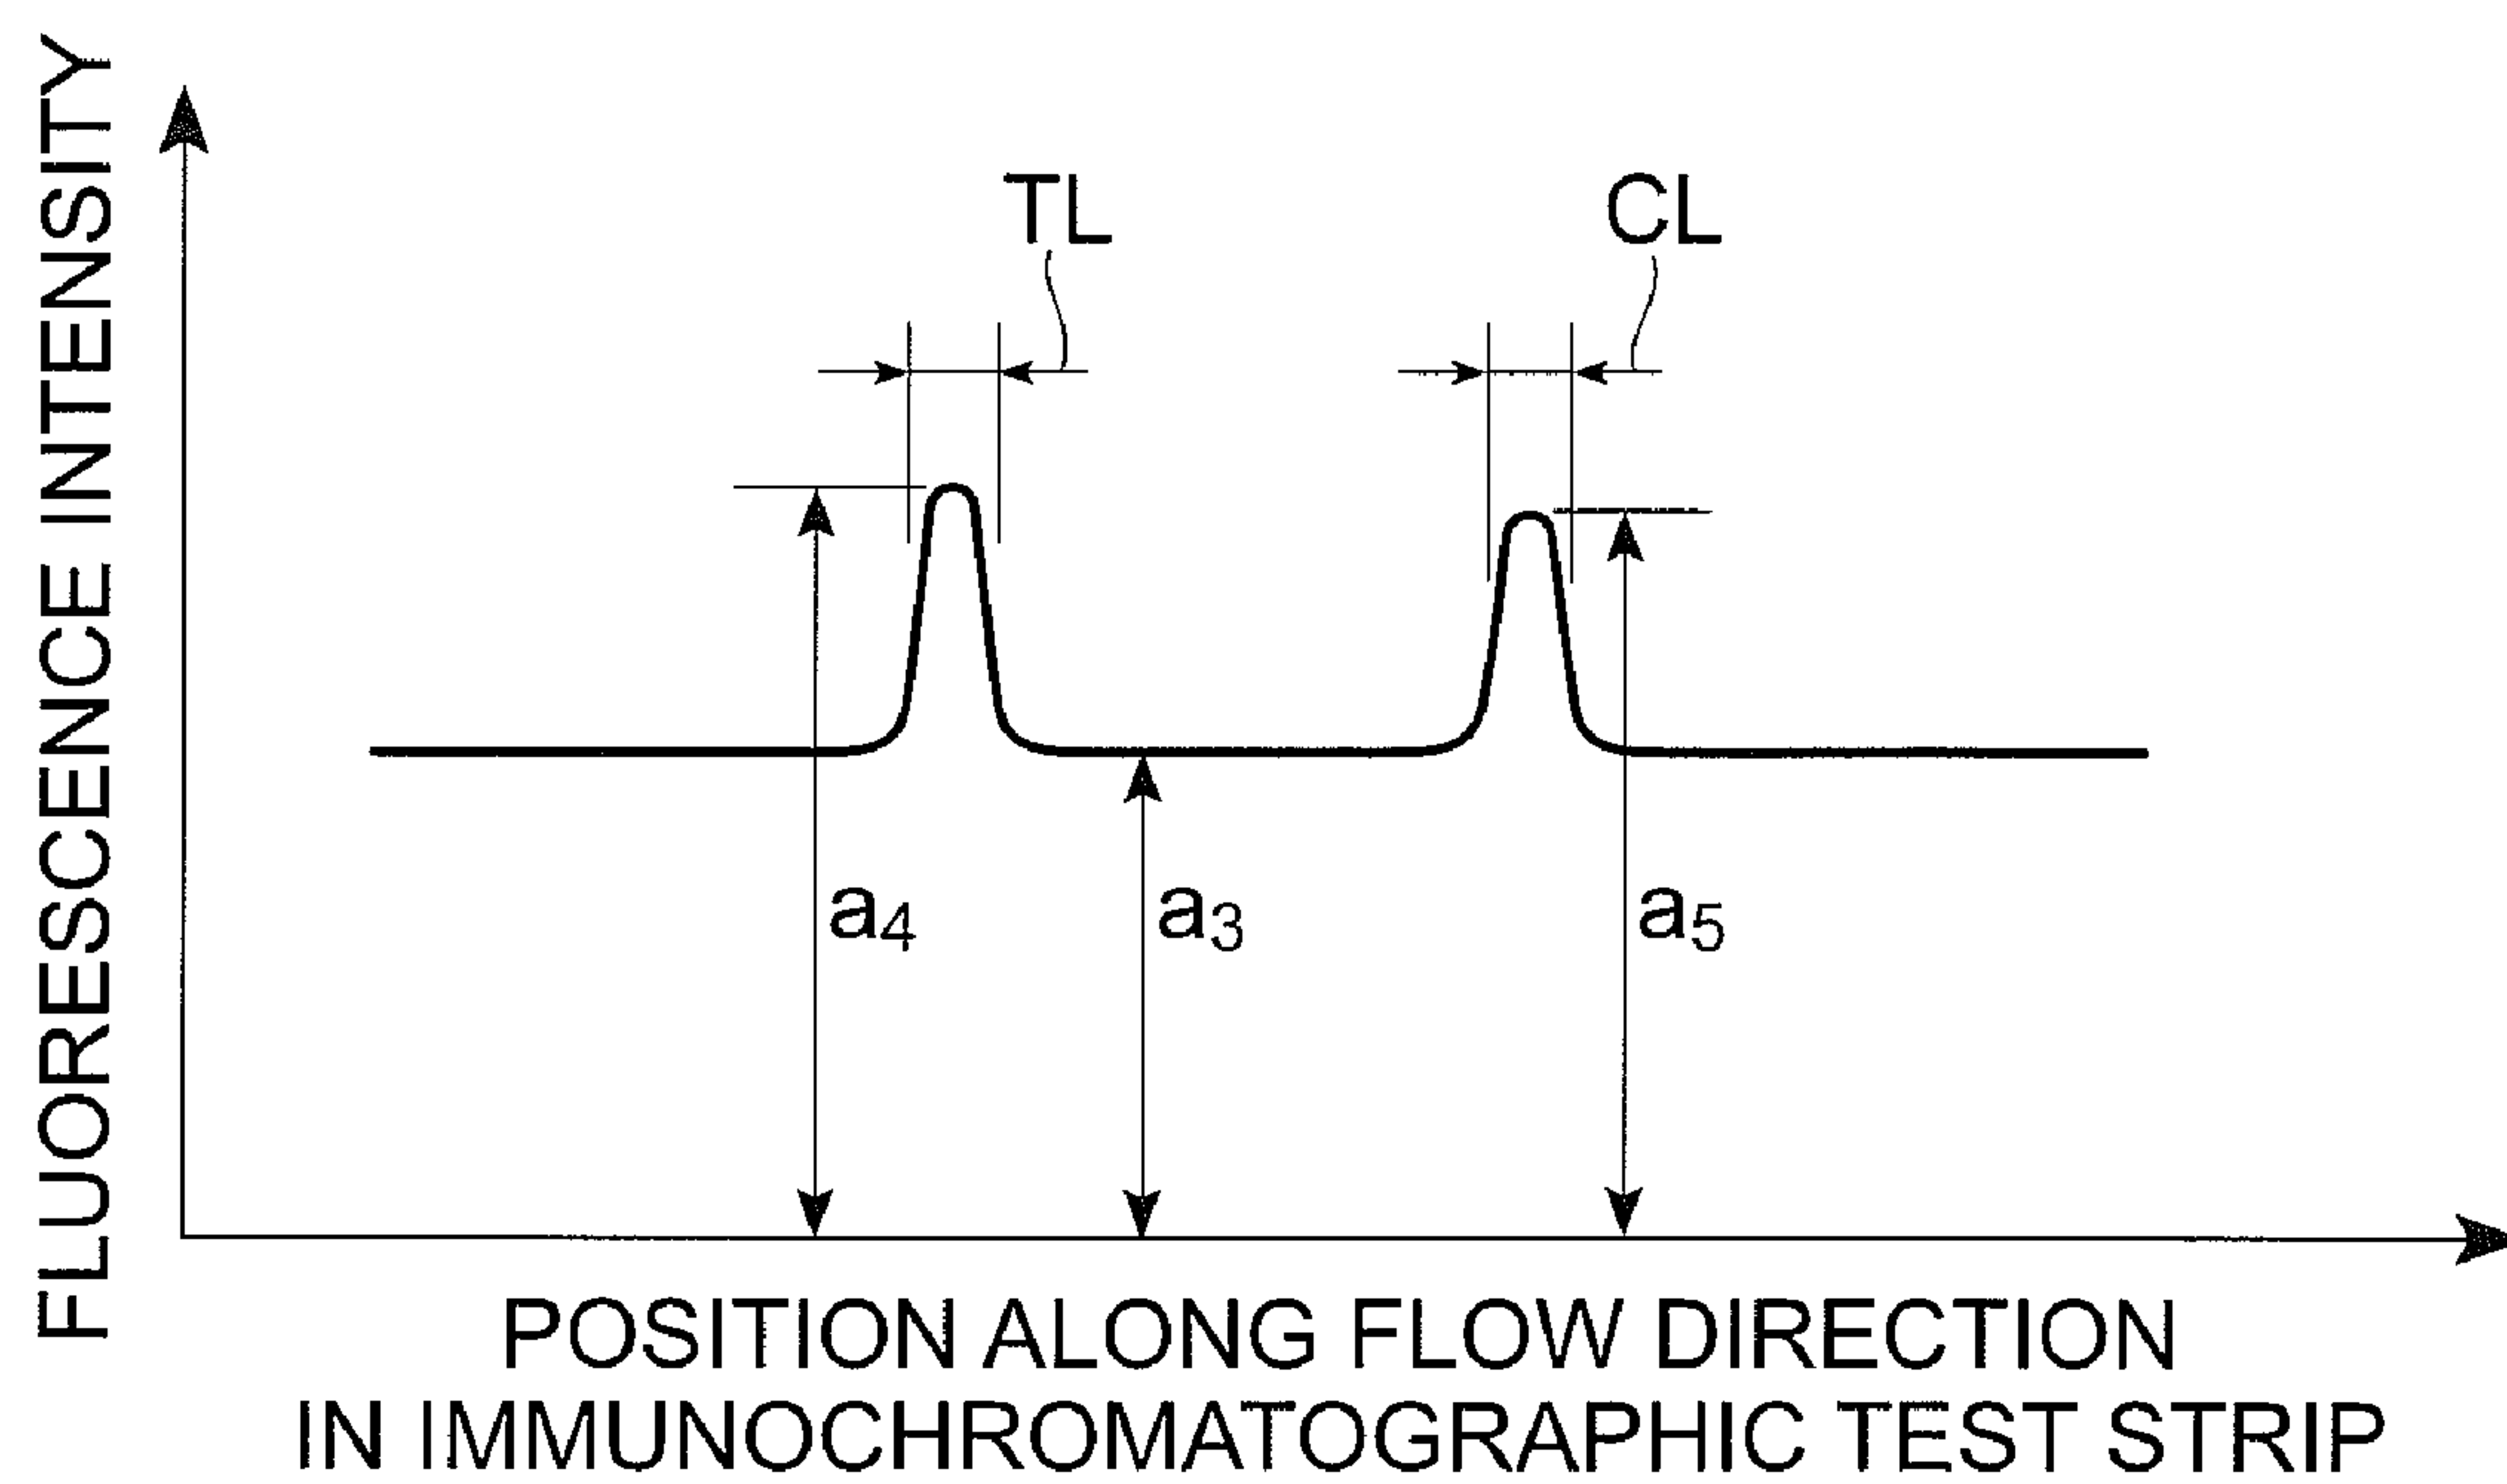 FLUORESCENCE INTENSITY
TL
CL
a4
a3
a5
POSITION ALONG FLOW DIRECTION
IN IMMUNOCHROMATOGRAPHIC TEST STRIP